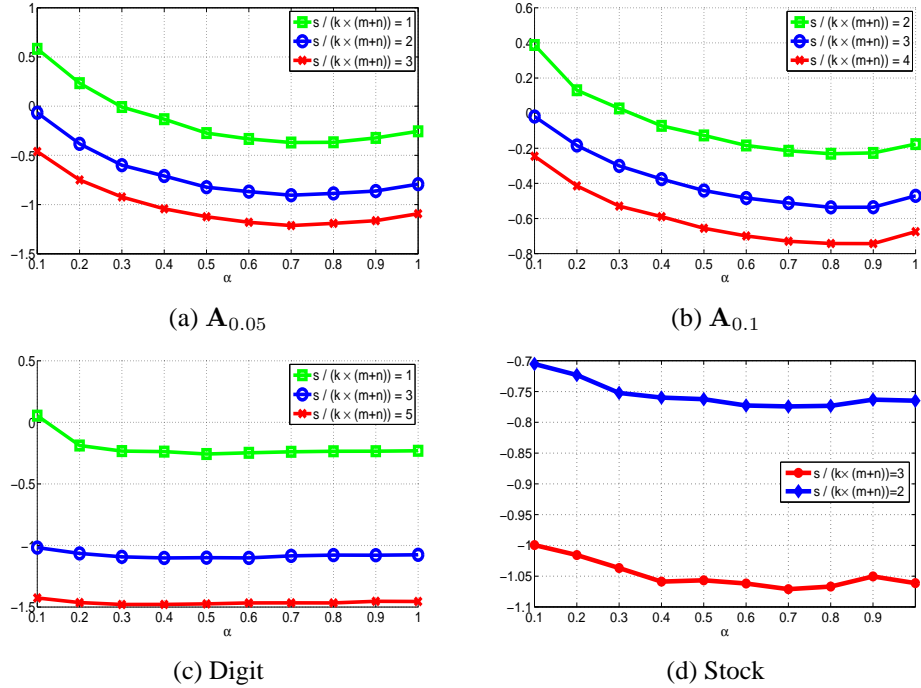 1
0.5
0
−0.5
−1
−1.5
0.1 0.2 0.3 0.4 0.5 0.6 0.7 0.8 0.9 1
α
s / (k × (m+n)) = 1
s / (k × (m+n)) = 2
s / (k × (m+n)) = 3
(a) A0.05
0.6
0.4
0.2
0
−0.2
−0.4
−0.6
−0.8
0.1 0.2 0.3 0.4 0.5 0.6 0.7 0.8 0.9 1
α
s / (k × (m+n)) = 2
s / (k × (m+n)) = 3
s / (k × (m+n)) = 4
(b) A0.1
0.5
0
−0.5
−1
−1.5
0.1 0.2 0.3 0.4 0.5 0.6 0.7 0.8 0.9 1
α
s / (k × (m+n)) = 1
s / (k × (m+n)) = 3
s / (k × (m+n)) = 5
(c) Digit
−0.7
−0.75
−0.8
−0.85
−0.9
−0.95
−1
−1.05
−1.1
0.1 0.2 0.3 0.4 0.5 0.6 0.7 0.8 0.9
α
s / (k× (m+n))=3
s / (k× (m+n))=2
(d) Stock